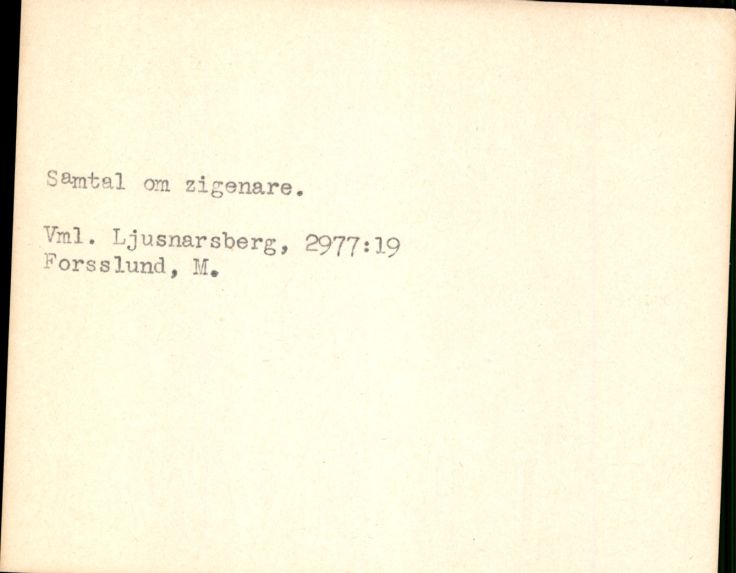 Samtal om zigenare.
Vml. Ljusnarsberg, 2977:19
Forsslund, M.